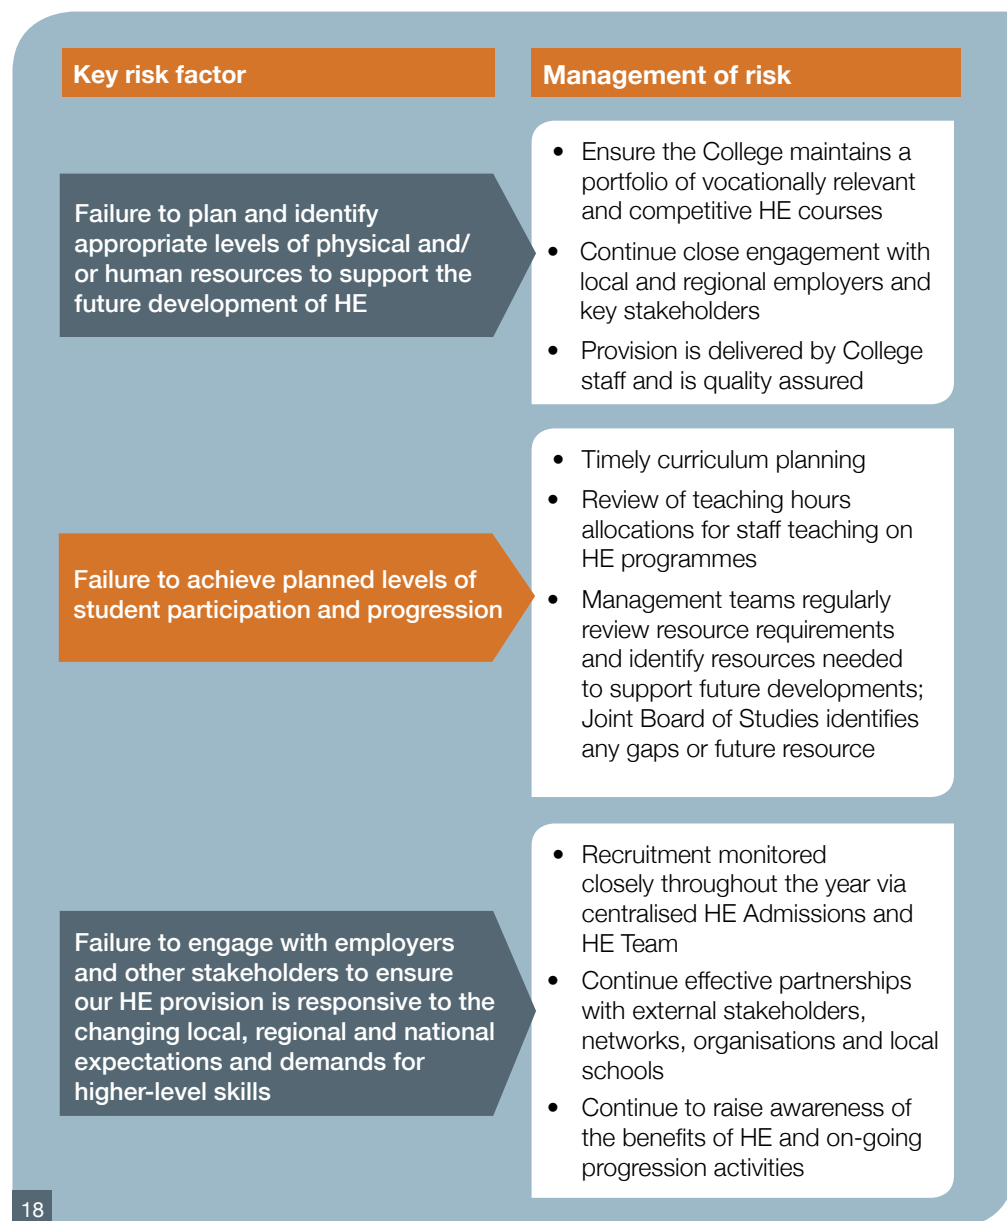 Key risk factor
Management of risk
Failure to plan and identify
appropriate levels of physical and/
or human resources to support the
future development of HE
• Ensure the College maintains a
portfolio of vocationally relevant
and competitive HE courses
• Continue close engagement with
local and regional employers and
key stakeholders
• Provision is delivered by College
staff and is quality assured
Failure to achieve planned levels of
student participation and progression
• Timely curriculum planning
• Review of teaching hours
allocations for staff teaching on
HE programmes
• Management teams regularly
review resource requirements
and identify resources needed
to support future developments;
Joint Board of Studies identifies
any gaps or future resource
Failure to engage with employers
and other stakeholders to ensure
our HE provision is responsive to the
changing local, regional and national
expectations and demands for
higher-level skills
• Recruitment monitored
closely throughout the year via
centralised HE Admissions and
HE Team
• Continue effective partnerships
with external stakeholders,
networks, organisations and local
schools
• Continue to raise awareness of
the benefits of HE and on-going
progression activities
18